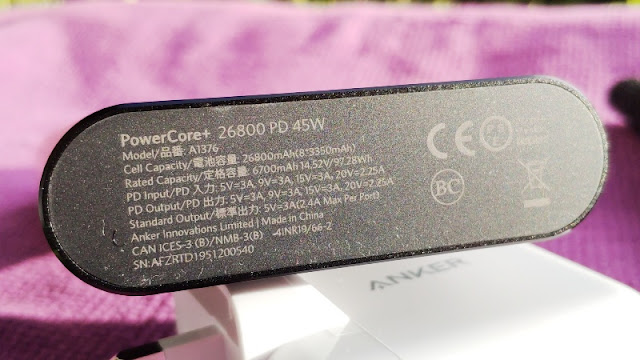 PowerCore+ 26800 PD 45W
Model/品番: A1376
Cell Capacity/電池容量: 26800mAh(8*3350mAh)
Rated Capacity/定格容量: 6700mAh 14.52V/97.28Wh
PD Input/PD 入力: 5V=3A, 9V=3A, 15V=3A, 20V=2.25A
PD Output/PD 出力: 5V=3A, 9V=3A, 15V=3A, 20V=2.25A
Standard Output/標準出力: 5V=3A(2.4A Max Per Port)
Anker Innovations Limited | Made in China
CAN ICES-3 (B)/NMB-3(B) -4INR19/66-2
SN:AFZRTD1951200540
CE
BC
ANKER